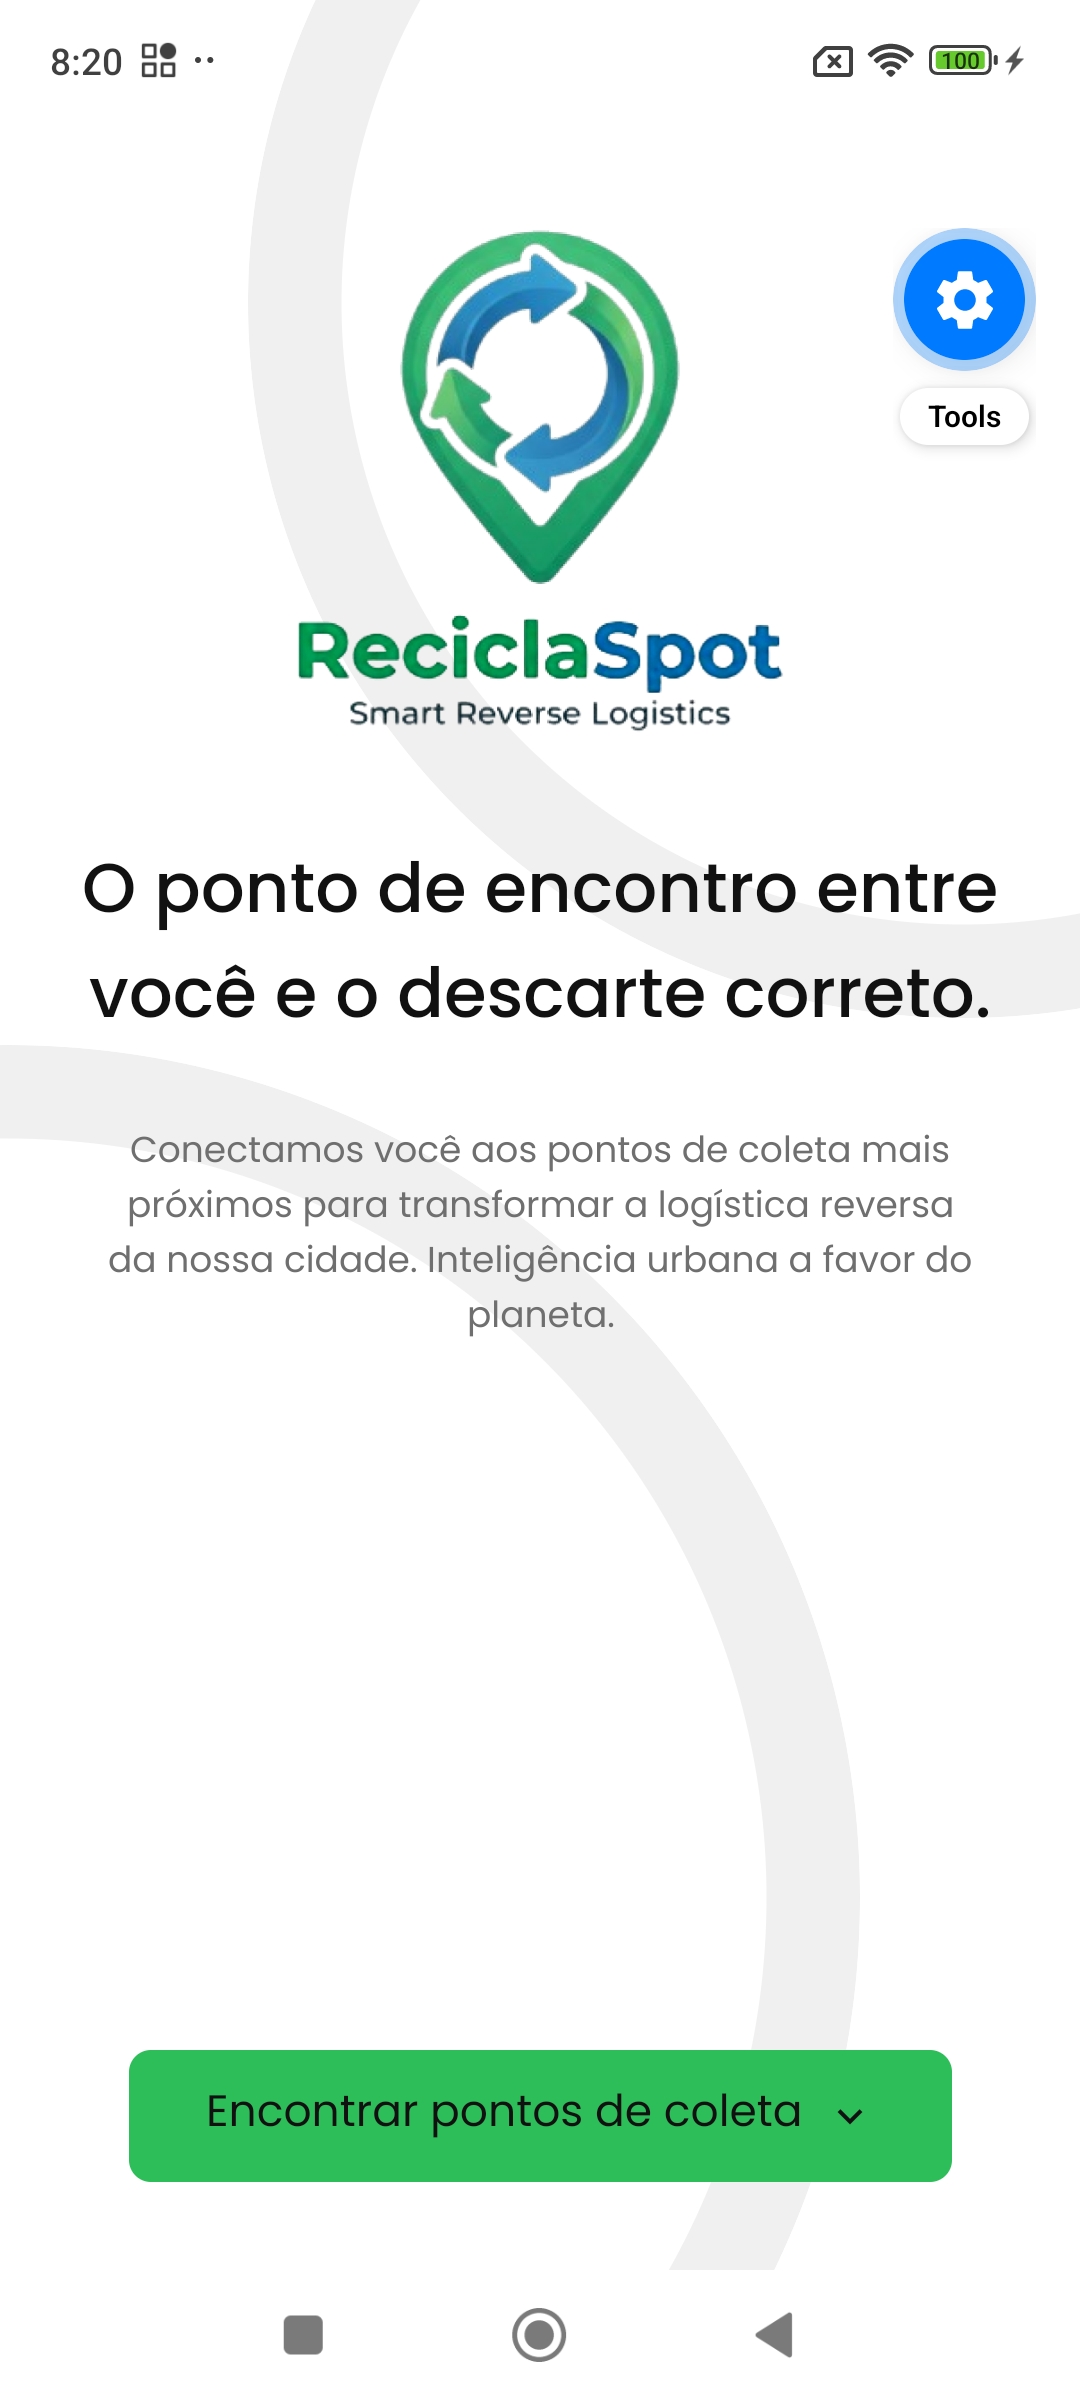 8:20
100
Tools
ReciclaSpot
Smart Reverse Logistics
O ponto de encontro entre
você e o descarte correto.
Conectamos você aos pontos de coleta mais
próximos para transformar a logística reversa
da nossa cidade. Inteligência urbana a favor do
planeta.
Encontrar pontos de coleta